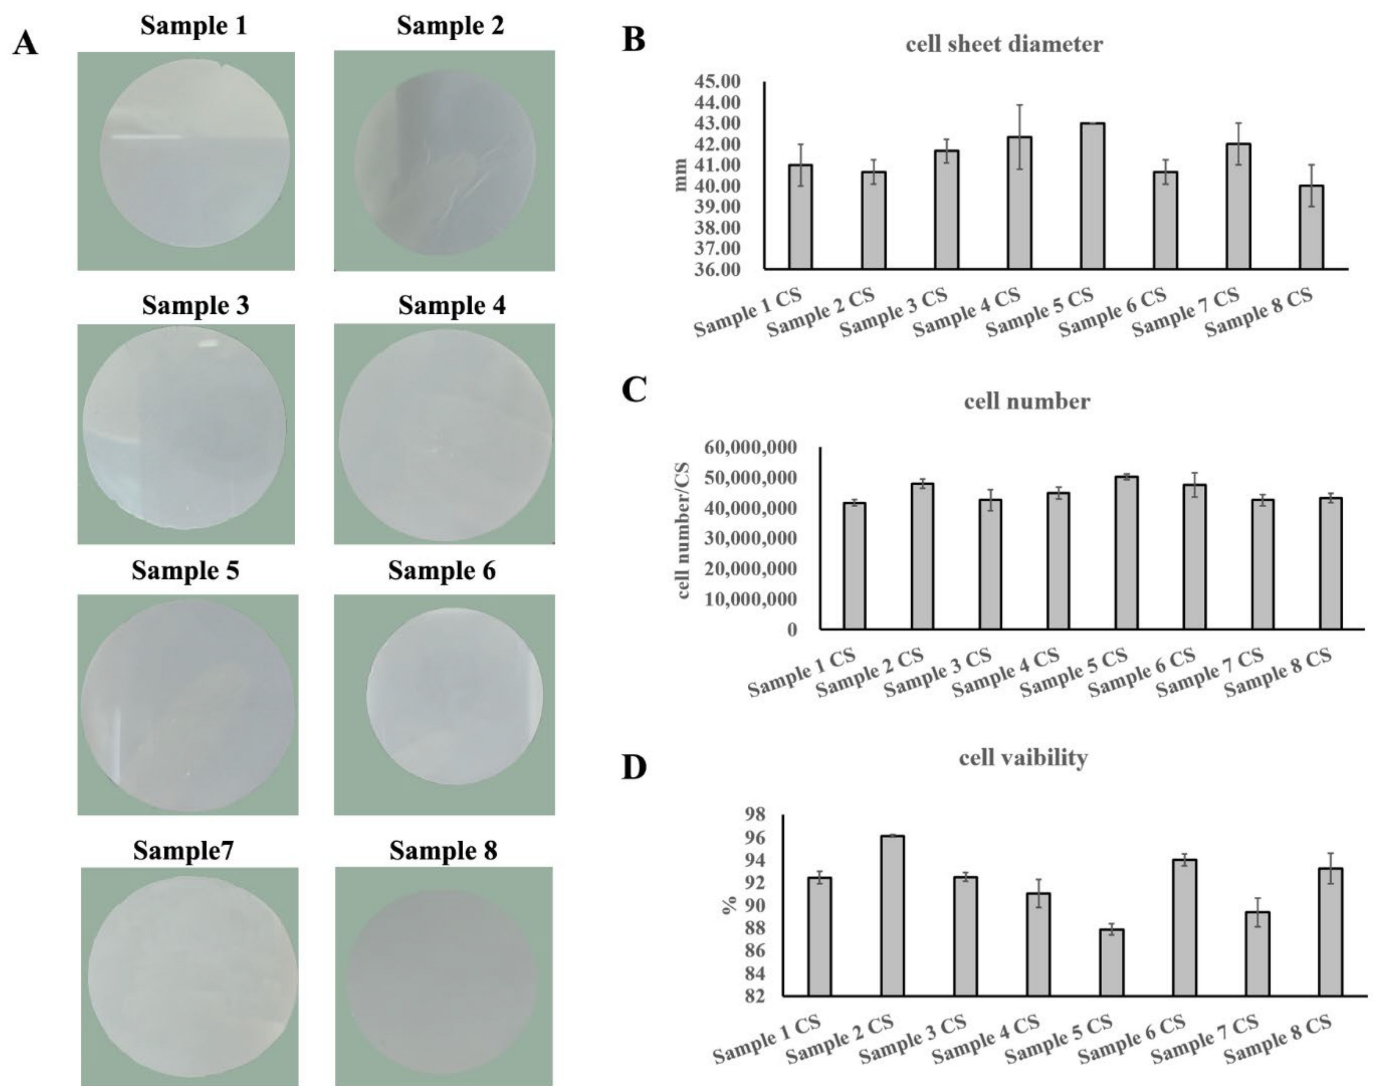 A
Sample 1
Sample 2
Sample 3
Sample 4
Sample 5
Sample 6
Sample7
Sample 8
B
cell sheet diameter
mm
45.00
44.00
43.00
42.00
41.00
40.00
39.00
38.00
37.00
36.00
Sample 1 CS
Sample 2 CS
Sample 3 CS
Sample 4 CS
Sample 5 CS
Sample 6 CS
Sample 7 CS
Sample 8 CS
C
cell number
cell number/CS
60,000,000
50,000,000
40,000,000
30,000,000
20,000,000
10,000,000
0
Sample 1 CS
Sample 2 CS
Sample 3 CS
Sample 4 CS
Sample 5 CS
Sample 6 CS
Sample 7 CS
Sample 8 CS
D
cell vaibility
%
98
96
94
92
90
88
86
84
82
Sample 1 CS
Sample 2 CS
Sample 3 CS
Sample 4 CS
Sample 5 CS
Sample 6 CS
Sample 7 CS
Sample 8 CS